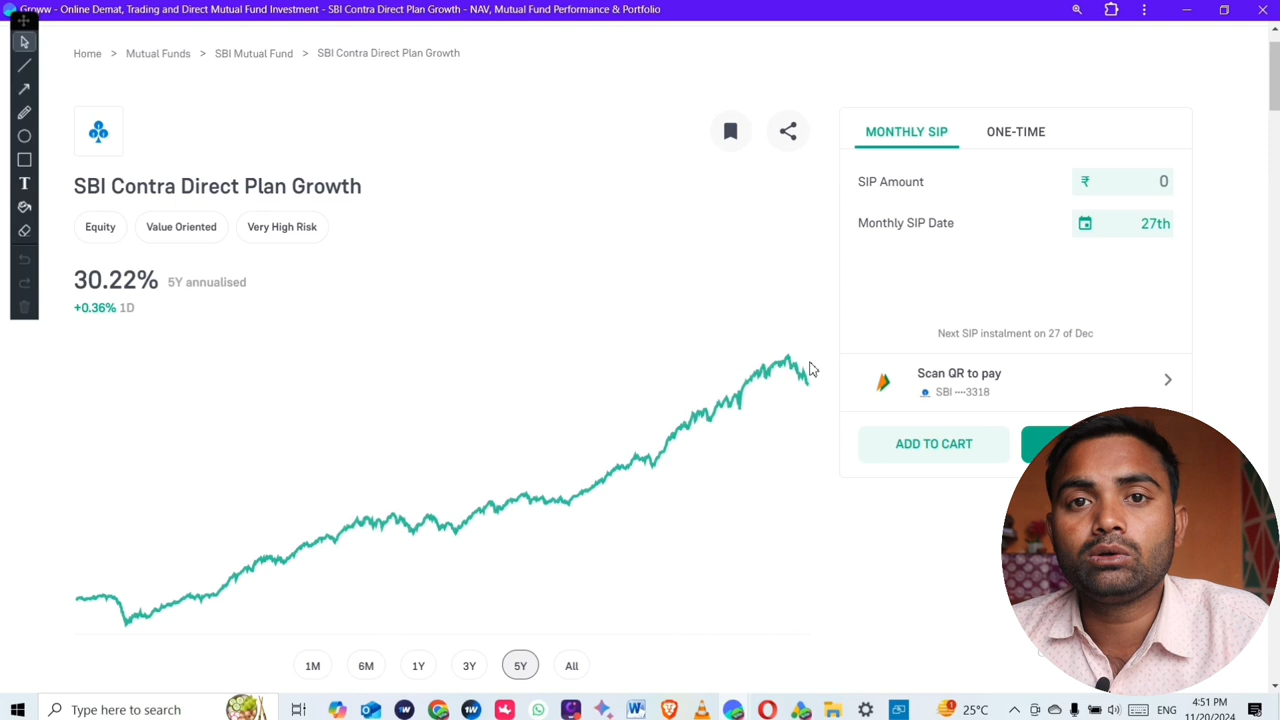 Groww - Online Demat, Trading and Direct Mutual Fund Investment - SBI Contra Direct Plan Growth - NAV, Mutual Fund Performance & Portfolio
Home > Mutual Funds > SBI Mutual Fund > SBI Contra Direct Plan Growth
MONTHLY SIP ONE-TIME
SIP Amount ₹ 0
T
SBI Contra Direct Plan Growth
Monthly SIP Date 27th
Equity Value Oriented Very High Risk
30.22% 5Y annualised
+0.36% 1D
Next SIP instalment on 27 of Dec
Scan QR to pay
SBI ····3318
ADD TO CART
1M 6M 1Y 3Y 5Y All
Type here to search
25°C
ENG
4:51 PM